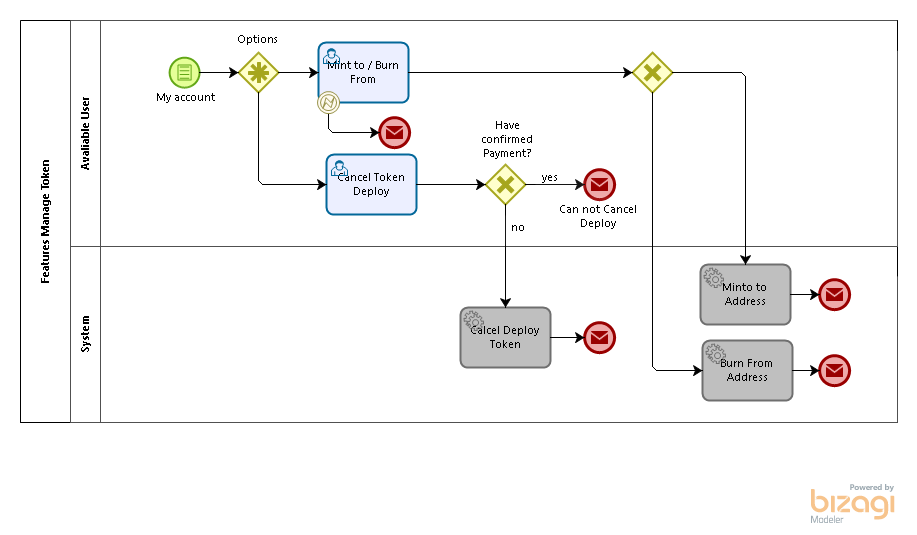 Features Manage Token
Avaliable User
Options
My account
Mint to / Burn
From
Have
confirmed
Payment?
Cancel Token
Deploy
yes
Can not Cancel
Deploy
no
System
Minto to
Address
Calcel Deploy
Token
Burn From
Address
Powered by
bizagi
Modeler